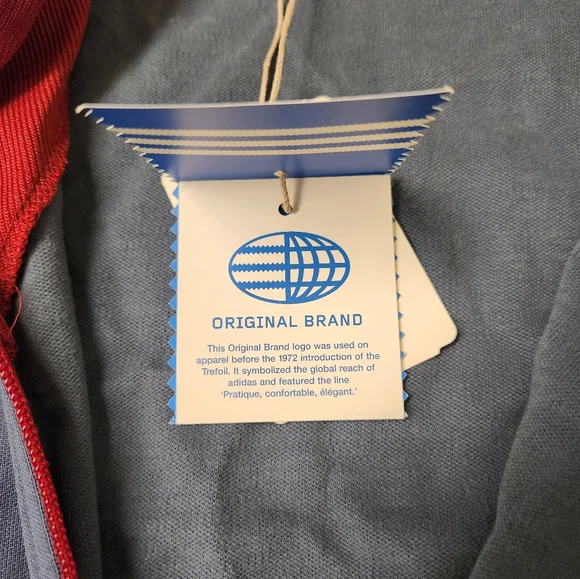 ORIGINAL BRAND
This Original Brand logo was used on
apparel before the 1972 introduction of the
Trefoil. It symbolized the global reach of
adidas and featured the line
‘Pratique, confortable, élégant.’